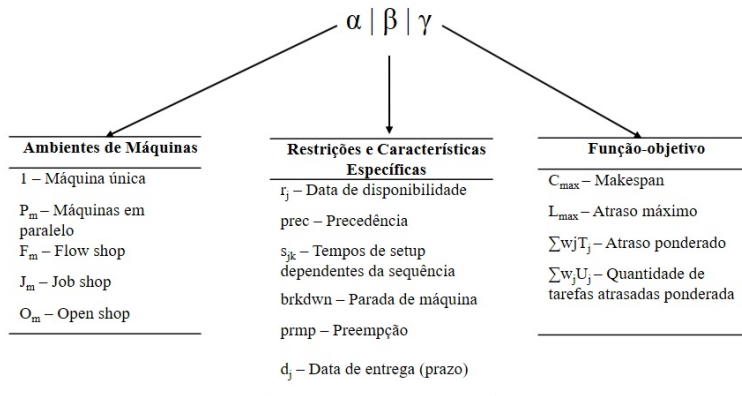 α | β | γ
Ambientes de Máquinas
1 – Máquina única
Pm – Máquinas em
paralelo
Fm – Flow shop
Jm – Job shop
Om – Open shop
Restrições e Características
Específicas
rj – Data de disponibilidade
prec – Precedência
sjk – Tempos de setup
dependentes da sequência
brkdwn – Parada de máquina
prmp – Preempção
dj – Data de entrega (prazo)
Função-objetivo
Cmax – Makespan
Lmax – Atraso máximo
∑wjTj – Atraso ponderado
∑wjUj – Quantidade de
tarefas atrasadas ponderada